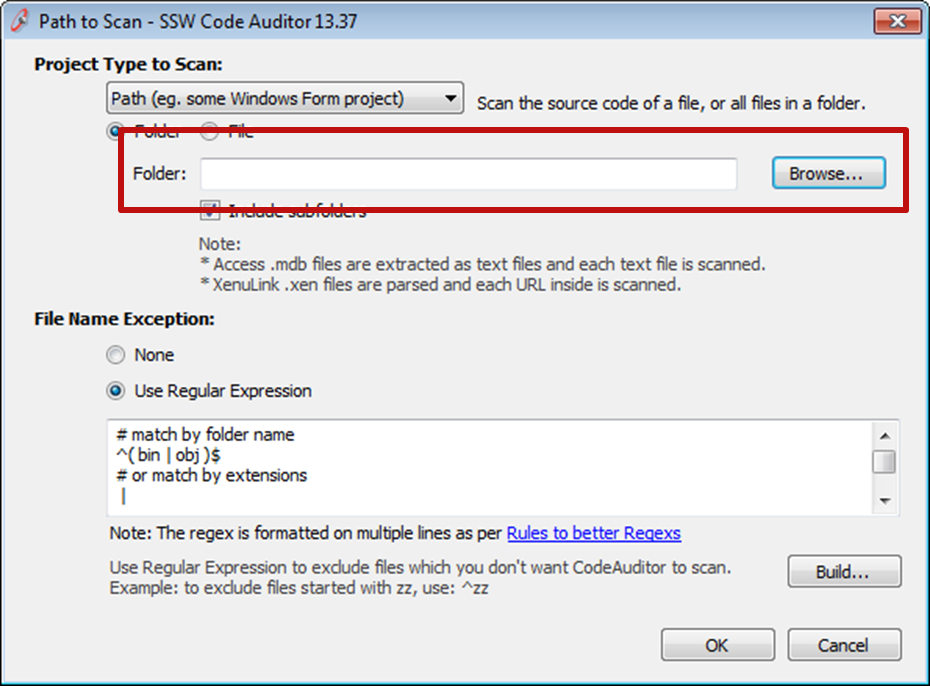 Path to Scan - SSW Code Auditor 13.37
Project Type to Scan:
Path (eg. some Windows Form project) Scan the source code of a file, or all files in a folder.
Folder File
Folder: Browse...
Include subfolders
Note:
* Access .mdb files are extracted as text files and each text file is scanned.
* XenuLink .xen files are parsed and each URL inside is scanned.
File Name Exception:
None
Use Regular Expression
# match by folder name
^( bin | obj )$
# or match by extensions
|
Note: The regex is formatted on multiple lines as per Rules to better Regexs
Use Regular Expression to exclude files which you don't want CodeAuditor to scan.
Example: to exclude files started with zz, use: ^zz
Build...
OK Cancel